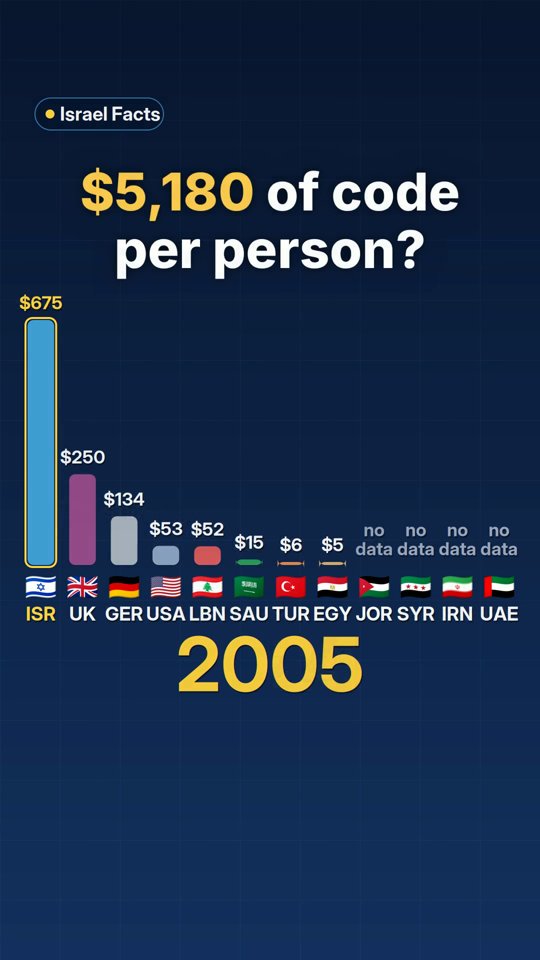 Israel Facts
$5,180 of code
per person?
$675
$250
$134
$53
$52
$15
$6
$5
no data
no data
no data
no data
ISR UK GER USA LBN SAU TUR EGY JOR SYR IRN UAE
2005